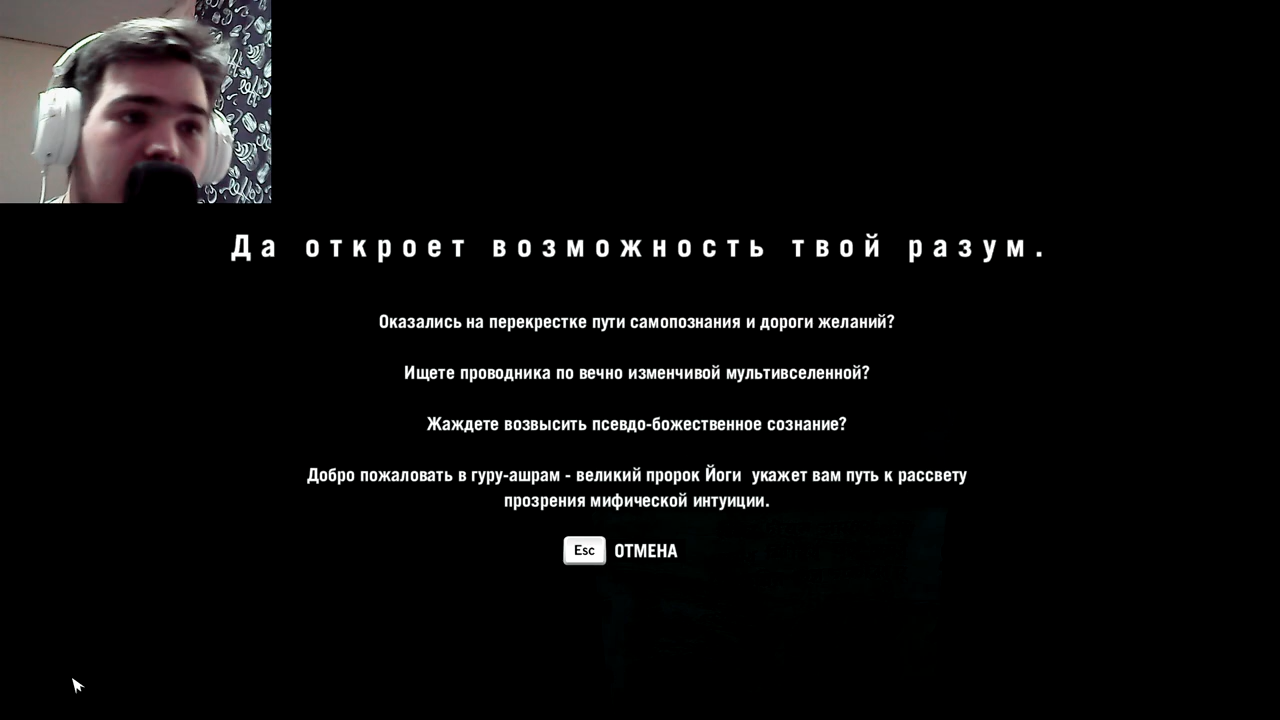 Да откроет возможность твой разум.
Оказались на перекрестке пути самопознания и дороги желаний?
Ищете проводника по вечно изменчивой мультивселенной?
Жаждете возвысить псевдо-божественное сознание?
Добро пожаловать в гуру-ашрам - великий пророк Йоги  укажет вам путь к рассвету
прозрения мифической интуиции.
Esc ОТМЕНА